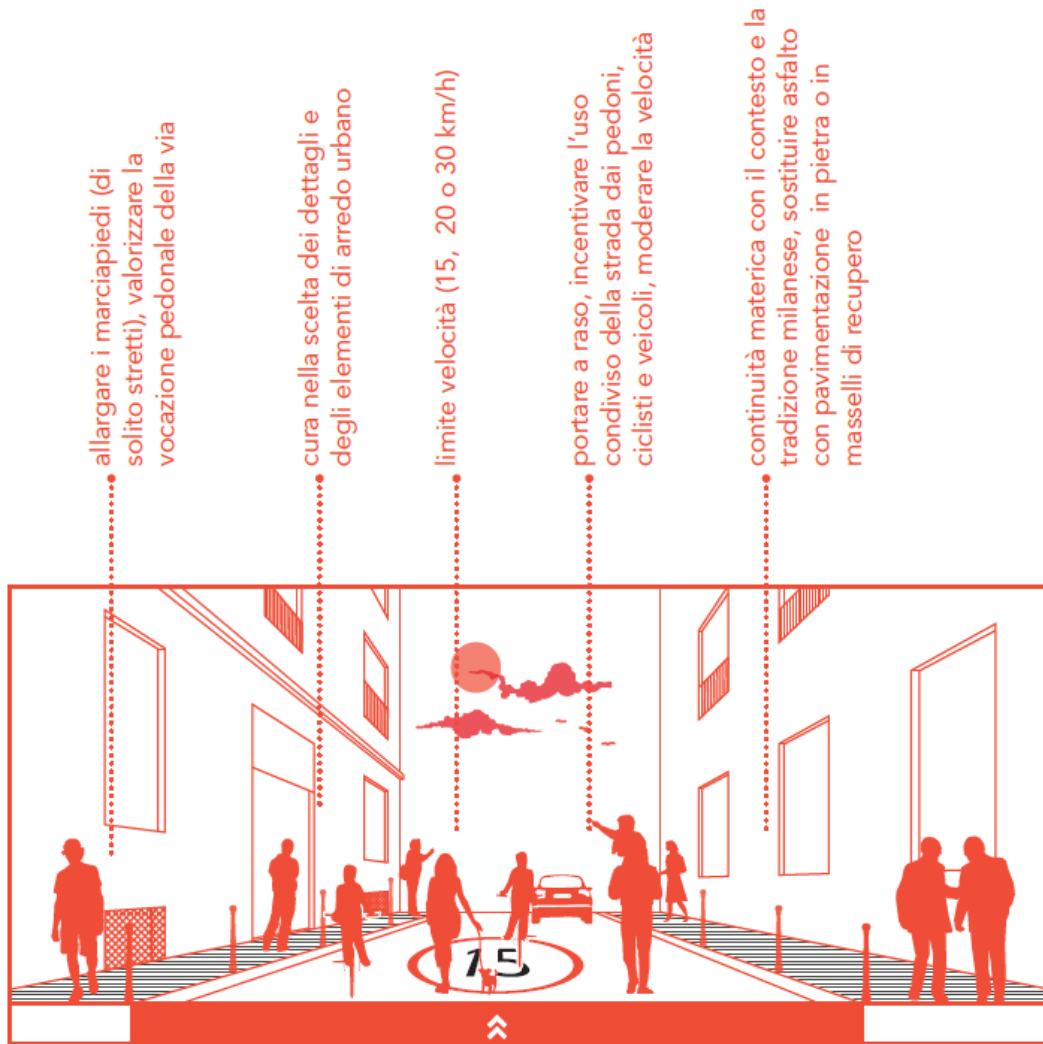 allargare i marciapiedi (di
solito stretti), valorizzare la
vocazione pedonale della via
cura nella scelta dei dettagli e
degli elementi di arredo urbano
limite velocità (15, 20 o 30 km/h)
portare a raso, incentivare l'uso
condiviso della strada dai pedoni,
ciclisti e veicoli, moderare la velocità
continuità materica con il contesto e la
tradizione milanese, sostituire asfalto
con pavimentazione in pietra o in
masselli di recupero
15